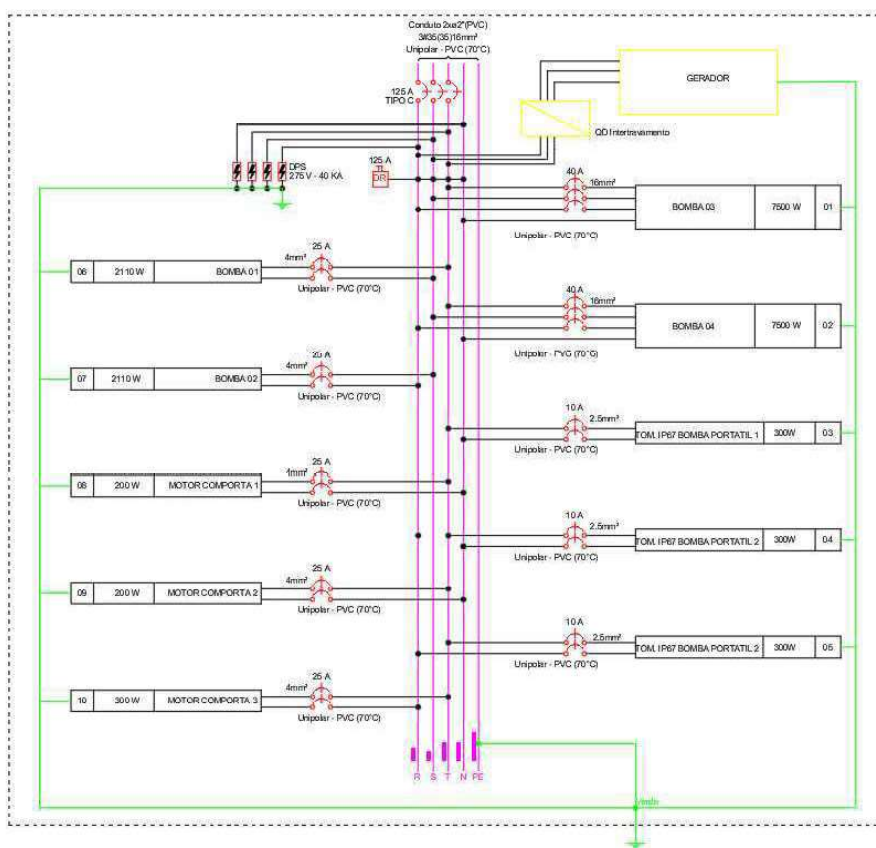 Conduto 2xø2"(PVC)
3#35(35)16mm²
Unipolar - PVC (70°C)
125 A
TIPO C
GERADOR
QD Intertravamento
DPS
275 V - 40 KA
125 A
DR
40 A
16mm²
BOMBA 03
7500 W
01
Unipolar - PVC (70°C)
25 A
4mm²
06
2110 W
BOMBA 01
Unipolar - PVC (70°C)
40 A
16mm²
BOMBA 04
7500 W
02
Unipolar - PVC (70°C)
25 A
4mm²
07
2110 W
BOMBA 02
Unipolar - PVC (70°C)
10 A
2.5mm²
TOM. IP67 BOMBA PORTATIL 1
300W
03
Unipolar - PVC (70°C)
25 A
08
200 W
MOTOR COMPORTA 1
Unipolar - PVC (70°C)
10 A
2.5mm²
TOM. IP67 BOMBA PORTATIL 2
300W
04
Unipolar - PVC (70°C)
25 A
4mm²
09
200 W
MOTOR COMPORTA 2
Unipolar - PVC (70°C)
10 A
2.5mm²
TOM. IP67 BOMBA PORTATIL 2
300W
05
Unipolar - PVC (70°C)
25 A
4mm²
10
300 W
MOTOR COMPORTA 3
Unipolar - PVC (70°C)
R S T N PE